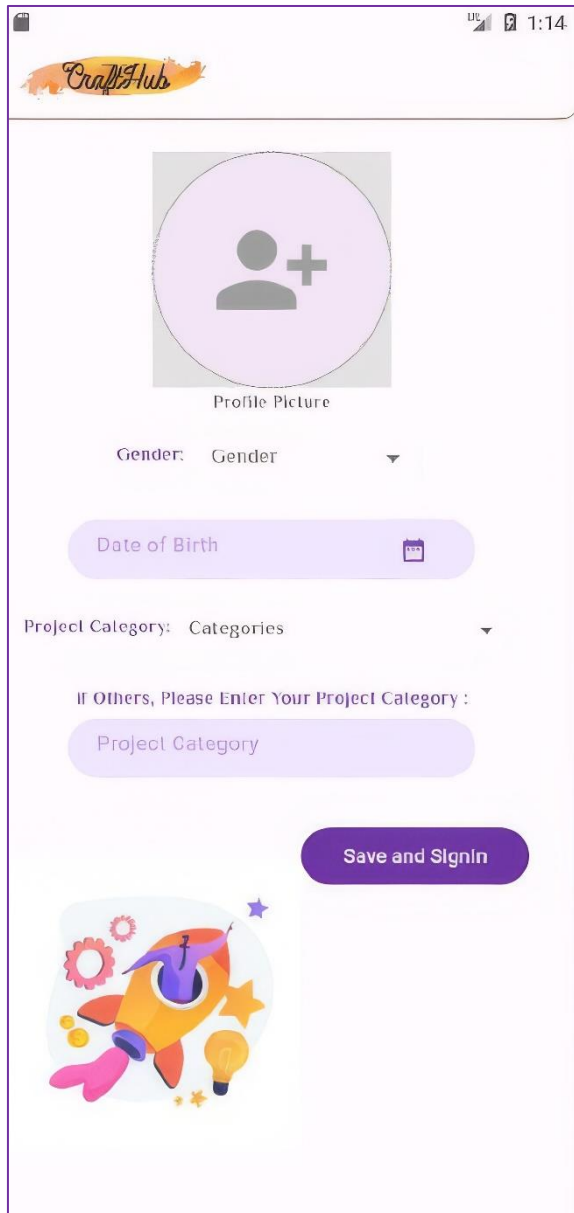 LTE 1:14
CraftHub
Profile Picture
Gender: Gender
Date of Birth
Project Category: Categories
If Others, Please Enter Your Project Category :
Project Category
Save and SignIn